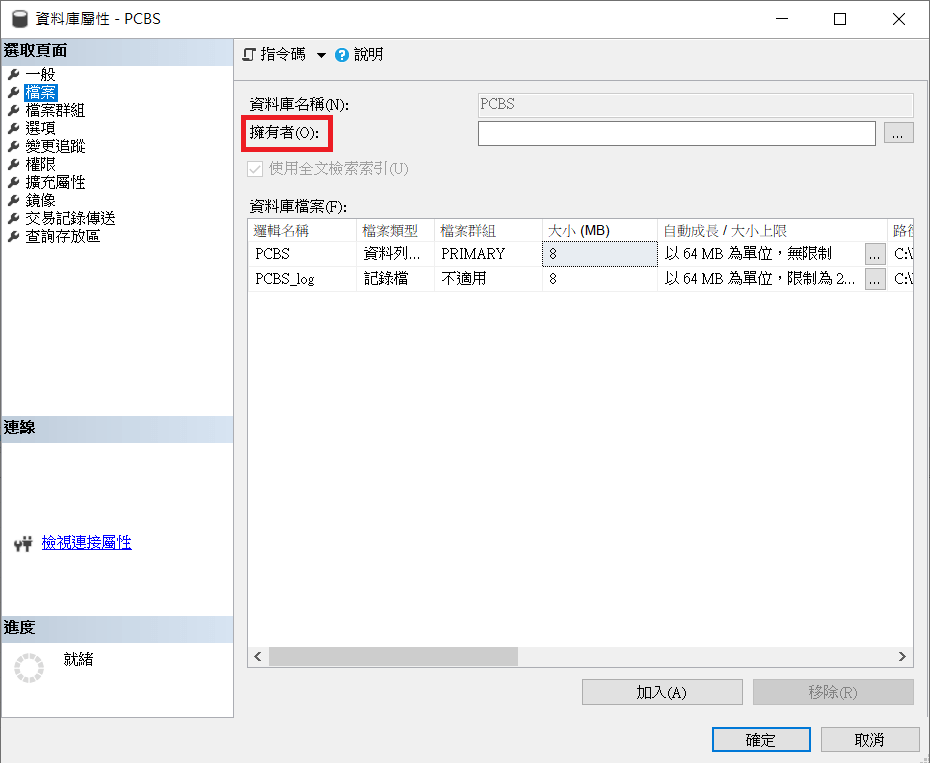 資料庫屬性 - PCBS
選取頁面
一般
檔案
檔案群組
選項
變更追蹤
權限
擴充屬性
鏡像
交易記錄傳送
查詢存放區
連線
檢視連接屬性
進度
就緒
指令碼 說明
資料庫名稱(N): PCBS
擁有者(O): ...
使用全文檢索索引(U)
資料庫檔案(F):
邏輯名稱 檔案類型 檔案群組 大小 (MB) 自動成長 / 大小上限
PCBS 資料列... PRIMARY 8 以 64 MB 為單位，無限制 ... C:\
PCBS_log 記錄檔 不適用 8 以 64 MB 為單位，限制為 2... ... C:\
加入(A) 移除(R)
確定 取消